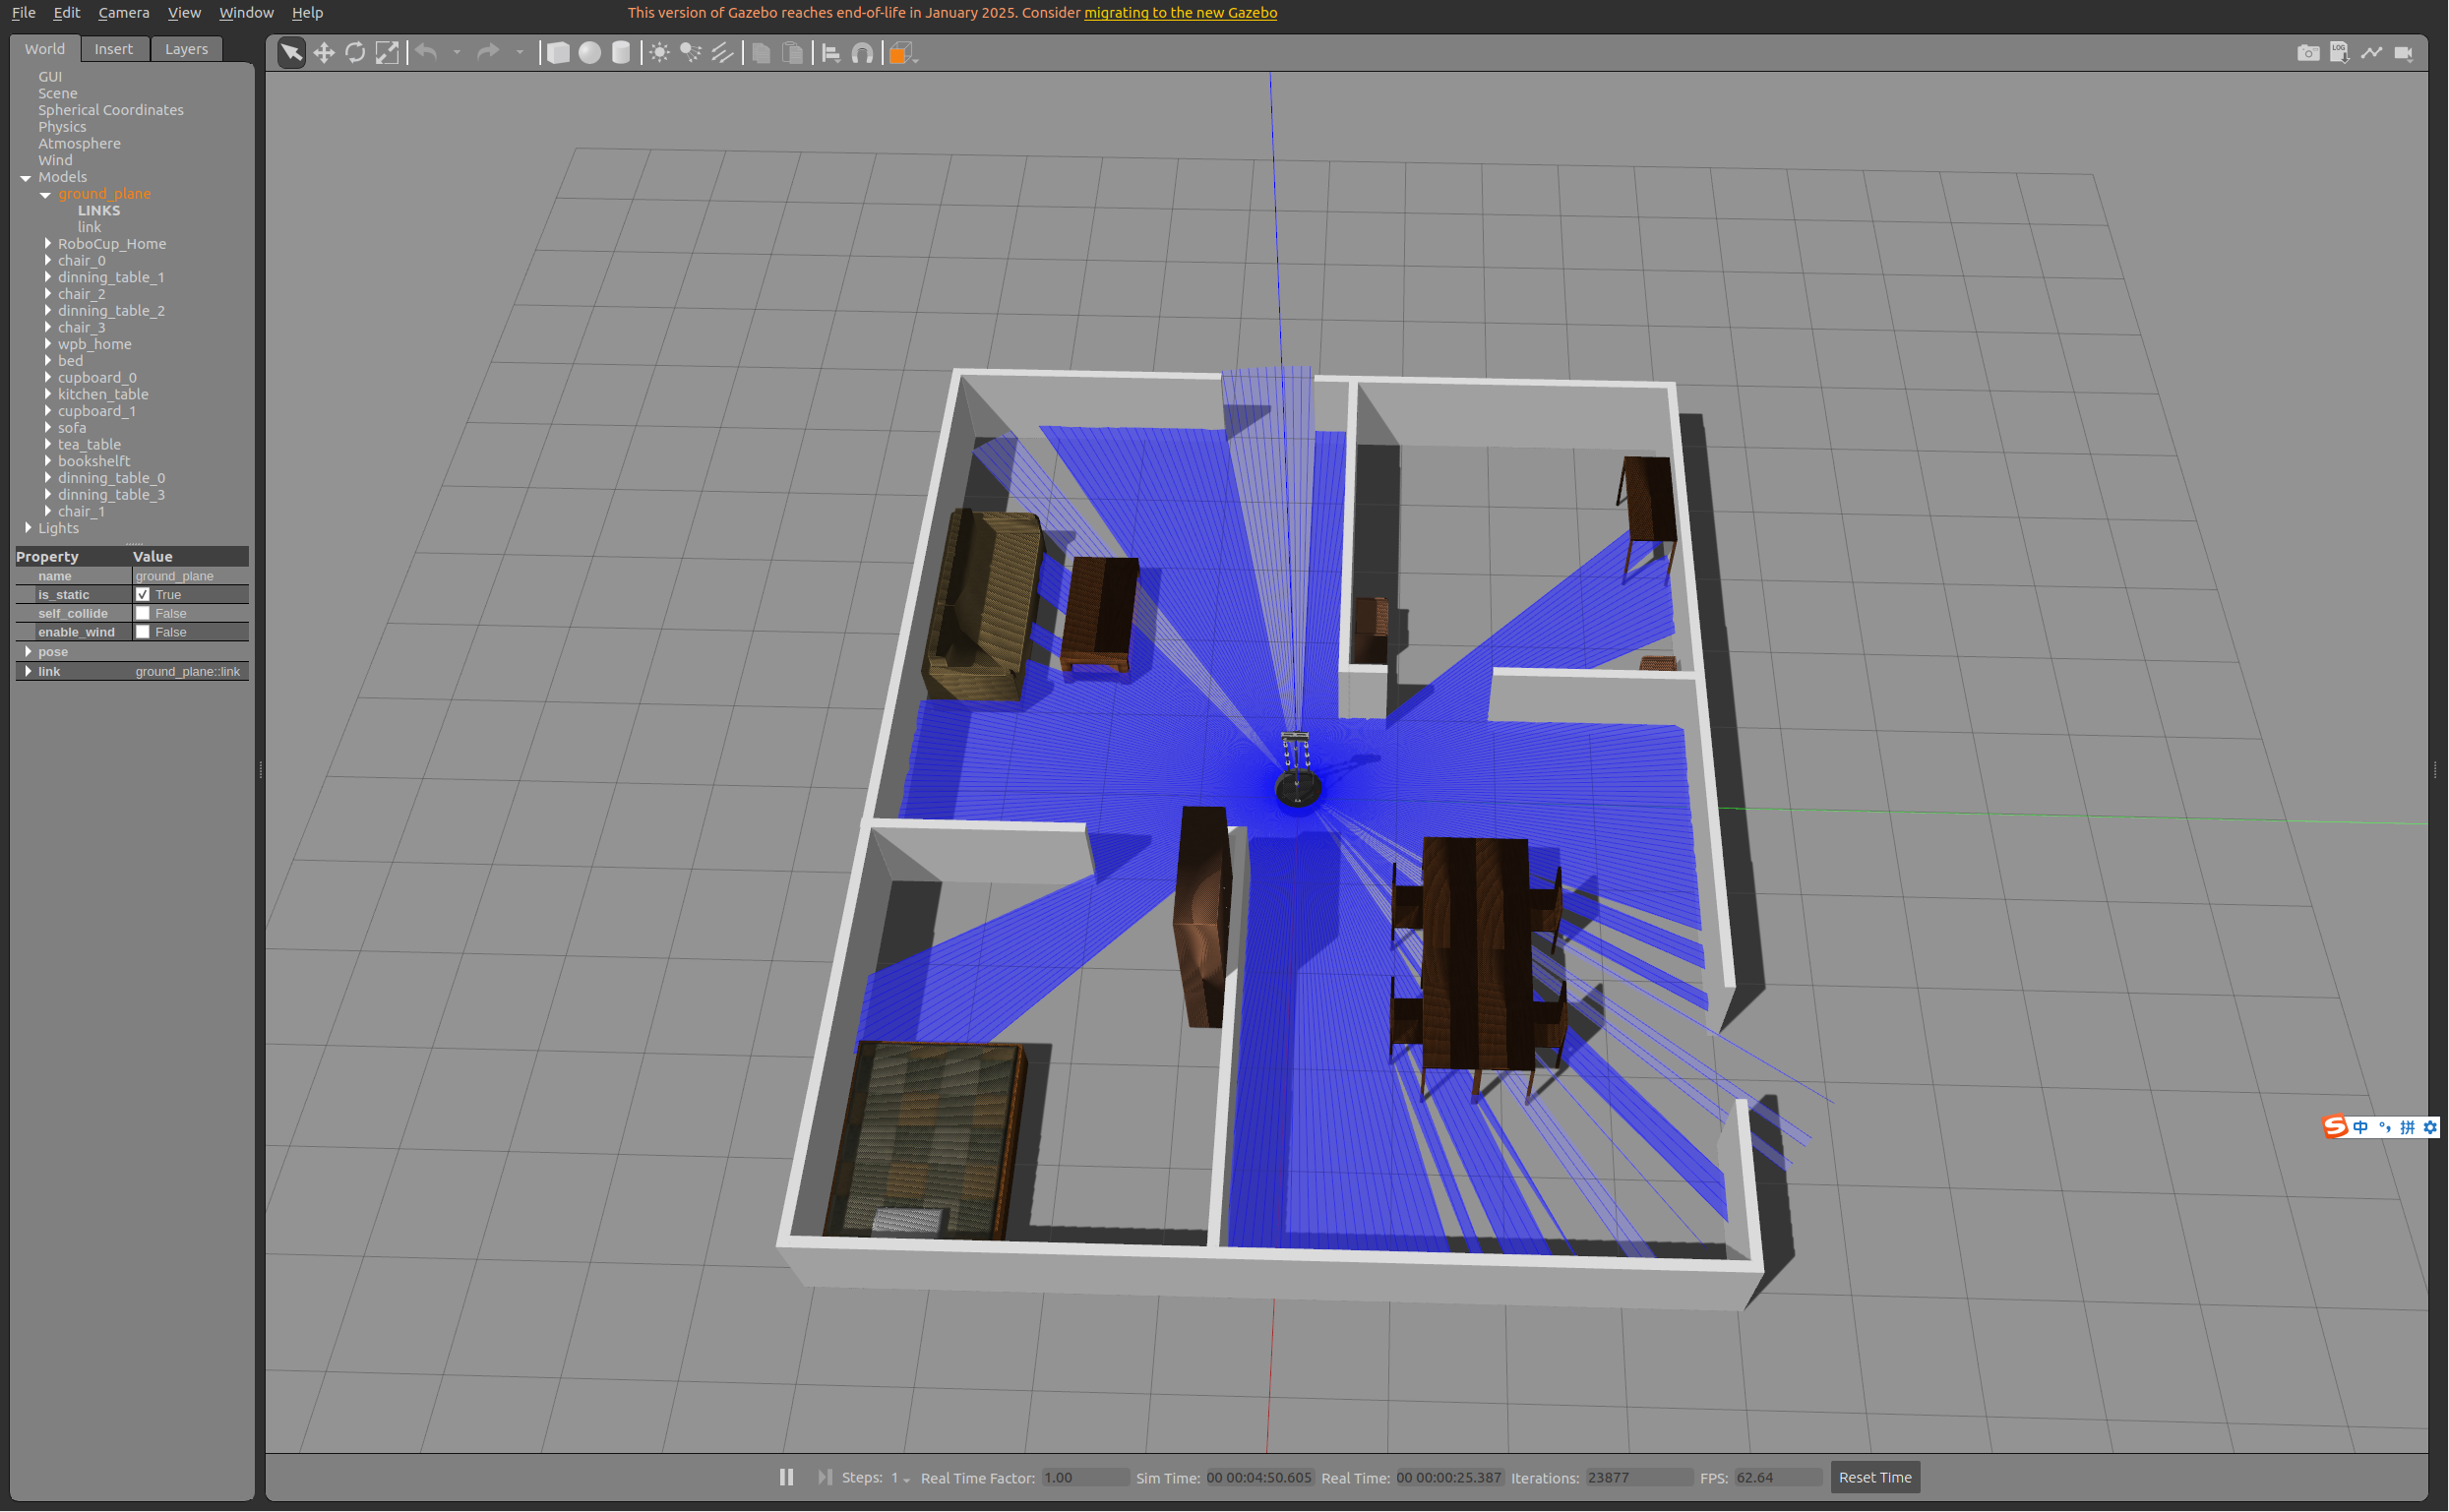 File Edit Camera View Window Help
This version of Gazebo reaches end-of-life in January 2025. Consider migrating to the new Gazebo
World Insert Layers
LOG
GUI
Scene
Spherical Coordinates
Physics
Atmosphere
Wind
Models
ground_plane
LINKS
link
RoboCup_Home
chair_0
dinning_table_1
chair_2
dinning_table_2
chair_3
wpb_home
bed
cupboard_0
kitchen_table
cupboard_1
sofa
tea_table
bookshelft
dinning_table_0
dinning_table_3
chair_1
Lights
Property Value
name ground_plane
is_static True
self_collide False
enable_wind False
pose
link ground_plane::link
S 中 °, 拼
Steps: 1 Real Time Factor: 1.00 Sim Time: 00 00:04:50.605 Real Time: 00 00:00:25.387 Iterations: 23877 FPS: 62.64 Reset Time